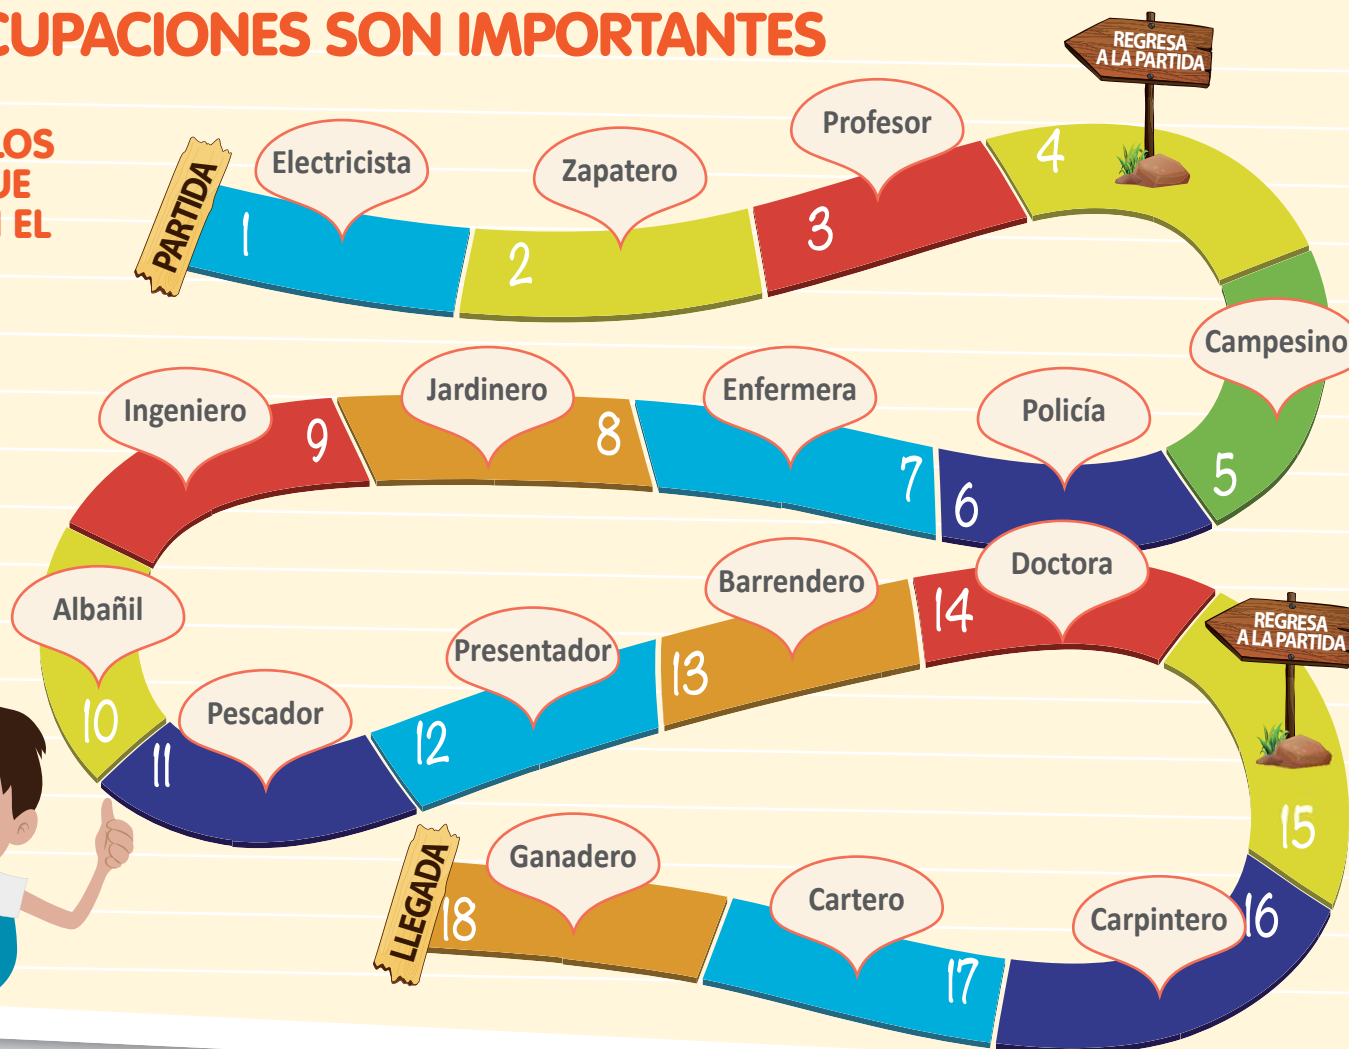 CUPACIONES SON IMPORTANTES
LOS
UE
EL
PARTIDA
1
Electricista
2
Zapatero
3
Profesor
4
REGRESA
A LA PARTIDA
5
Campesino
6
Policía
7
Enfermera
8
Jardinero
9
Ingeniero
10
Albañil
11
Pescador
12
Presentador
13
Barrendero
14
Doctora
15
REGRESA
A LA PARTIDA
16
Carpintero
17
Cartero
18
Ganadero
LLEGADA